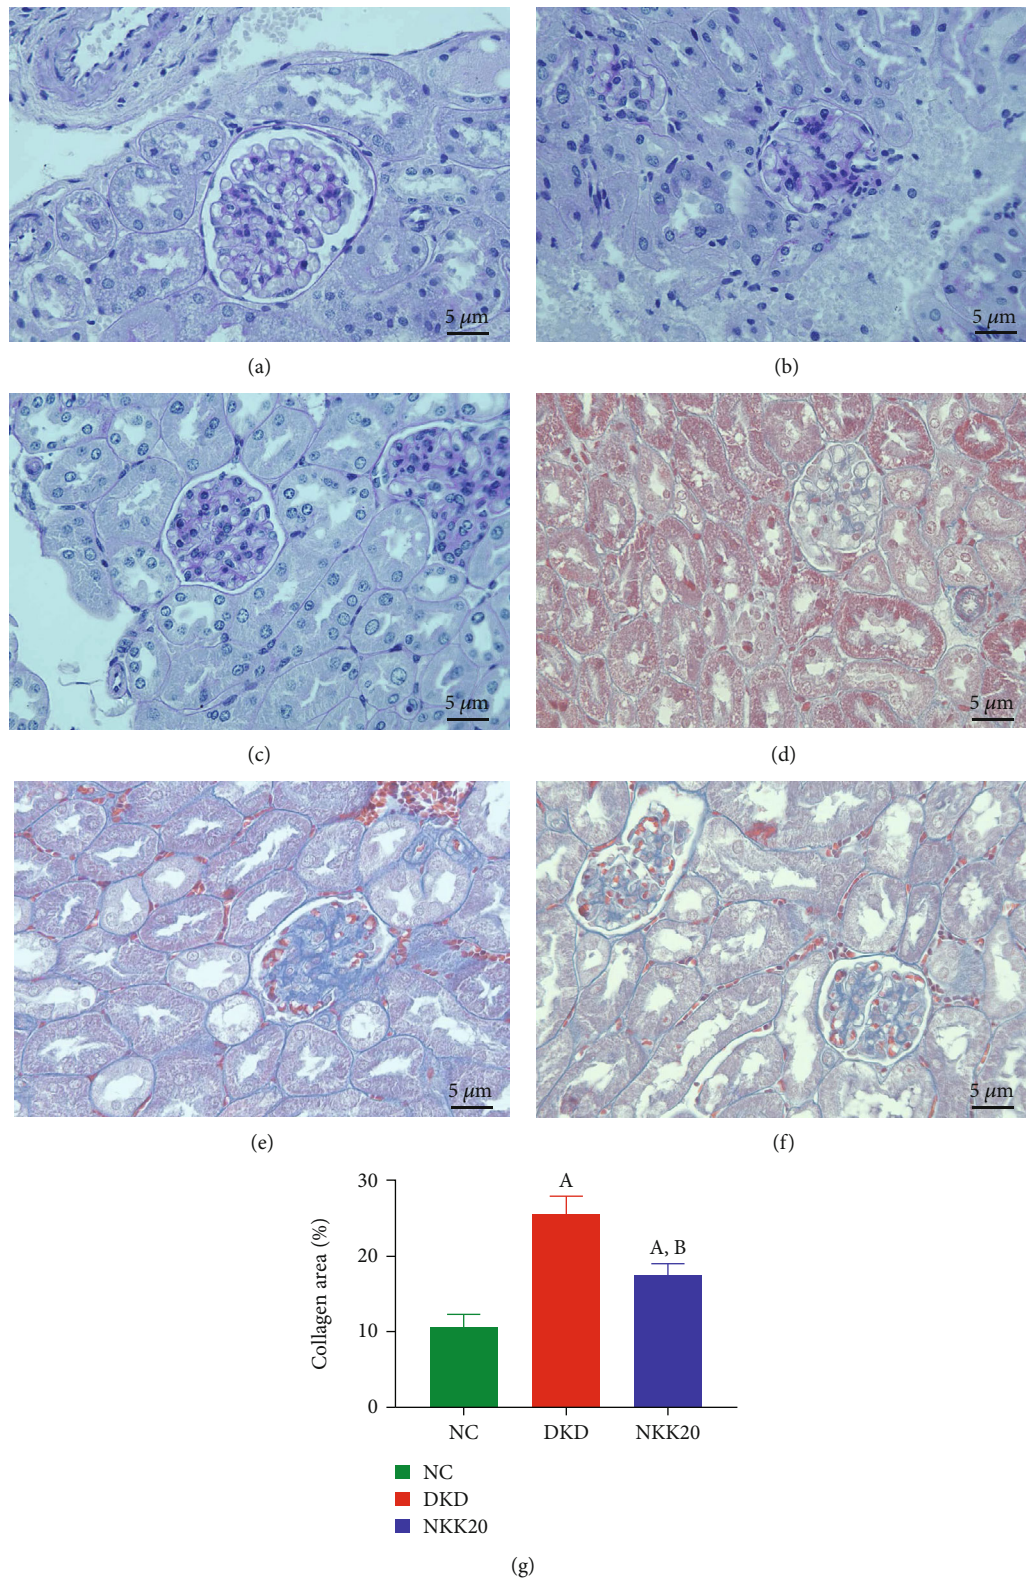 5 μm
5 μm
(a)
(b)
5 μm
5 μm
(c)
(d)
5 μm
5 μm
(e)
(f)
30
20
10
0
Collagen area (%)
A
A, B
NC
DKD
NKK20
NC
DKD
NKK20
(g)